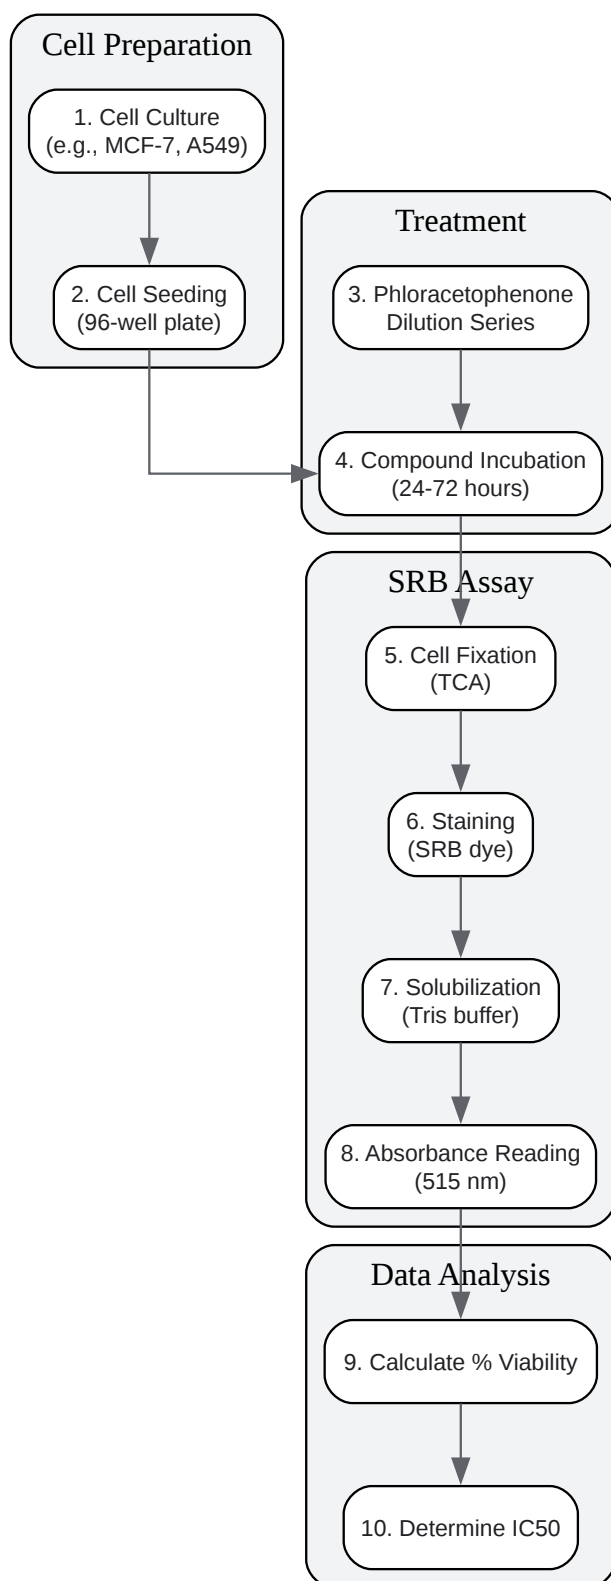 Cell Preparation
1. Cell Culture
(e.g., MCF-7, A549)
2. Cell Seeding
(96-well plate)
Treatment
3. Phloracetophenone
Dilution Series
4. Compound Incubation
(24-72 hours)
SRB Assay
5. Cell Fixation
(TCA)
6. Staining
(SRB dye)
7. Solubilization
(Tris buffer)
8. Absorbance Reading
(515 nm)
Data Analysis
9. Calculate % Viability
10. Determine IC50